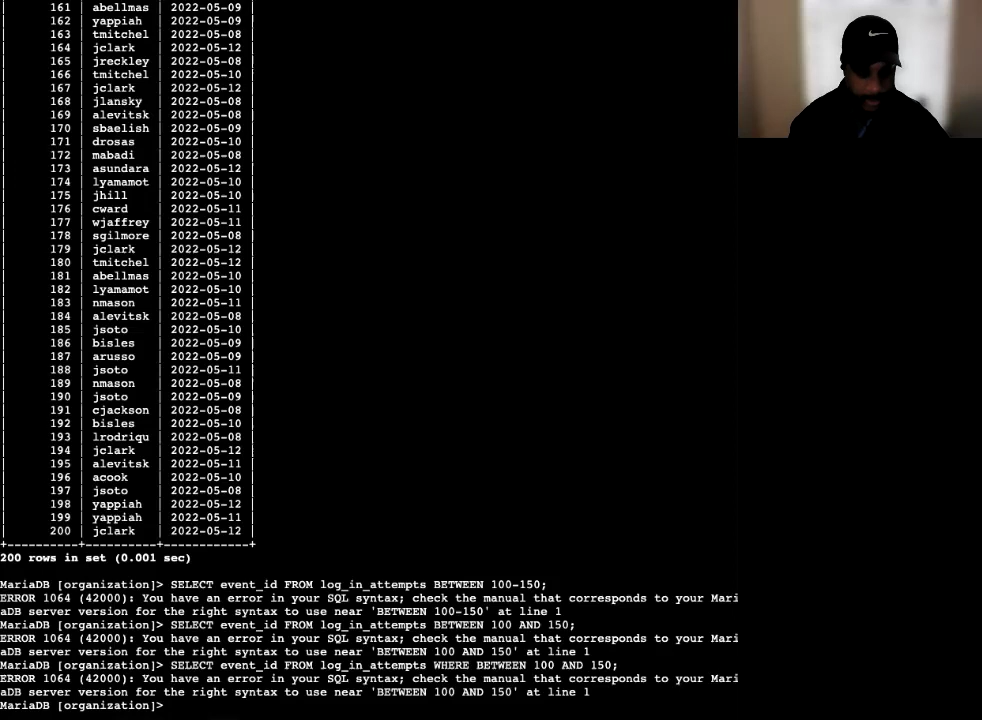 | 161 | abellmas | 2022-05-09 |
| 162 | yappiah | 2022-05-09 |
| 163 | tmitchel | 2022-05-08 |
| 164 | jclark | 2022-05-12 |
| 165 | jreckley | 2022-05-08 |
| 166 | tmitchel | 2022-05-10 |
| 167 | jclark | 2022-05-12 |
| 168 | jlansky | 2022-05-08 |
| 169 | alevitsk | 2022-05-08 |
| 170 | sbaelish | 2022-05-09 |
| 171 | drosas | 2022-05-10 |
| 172 | mabadi | 2022-05-08 |
| 173 | asundara | 2022-05-12 |
| 174 | lyamamot | 2022-05-10 |
| 175 | jhill | 2022-05-10 |
| 176 | cward | 2022-05-11 |
| 177 | wjaffrey | 2022-05-11 |
| 178 | sgilmore | 2022-05-08 |
| 179 | jclark | 2022-05-12 |
| 180 | tmitchel | 2022-05-12 |
| 181 | abellmas | 2022-05-10 |
| 182 | lyamamot | 2022-05-10 |
| 183 | nmason | 2022-05-11 |
| 184 | alevitsk | 2022-05-08 |
| 185 | jsoto | 2022-05-10 |
| 186 | bisles | 2022-05-09 |
| 187 | arusso | 2022-05-09 |
| 188 | jsoto | 2022-05-11 |
| 189 | nmason | 2022-05-08 |
| 190 | jsoto | 2022-05-09 |
| 191 | cjackson | 2022-05-08 |
| 192 | bisles | 2022-05-10 |
| 193 | lrodriqu | 2022-05-08 |
| 194 | jclark | 2022-05-12 |
| 195 | alevitsk | 2022-05-11 |
| 196 | acook | 2022-05-10 |
| 197 | jsoto | 2022-05-08 |
| 198 | yappiah | 2022-05-12 |
| 199 | yappiah | 2022-05-11 |
| 200 | jclark | 2022-05-12 |
+----------+----------+------------+
200 rows in set (0.001 sec)
MariaDB [organization]> SELECT event_id FROM log_in_attempts BETWEEN 100-150;
ERROR 1064 (42000): You have an error in your SQL syntax; check the manual that corresponds to your Mari
aDB server version for the right syntax to use near 'BETWEEN 100-150' at line 1
MariaDB [organization]> SELECT event_id FROM log_in_attempts BETWEEN 100 AND 150;
ERROR 1064 (42000): You have an error in your SQL syntax; check the manual that corresponds to your Mari
aDB server version for the right syntax to use near 'BETWEEN 100 AND 150' at line 1
MariaDB [organization]> SELECT event_id FROM log_in_attempts WHERE BETWEEN 100 AND 150;
ERROR 1064 (42000): You have an error in your SQL syntax; check the manual that corresponds to your Mari
aDB server version for the right syntax to use near 'BETWEEN 100 AND 150' at line 1
MariaDB [organization]>